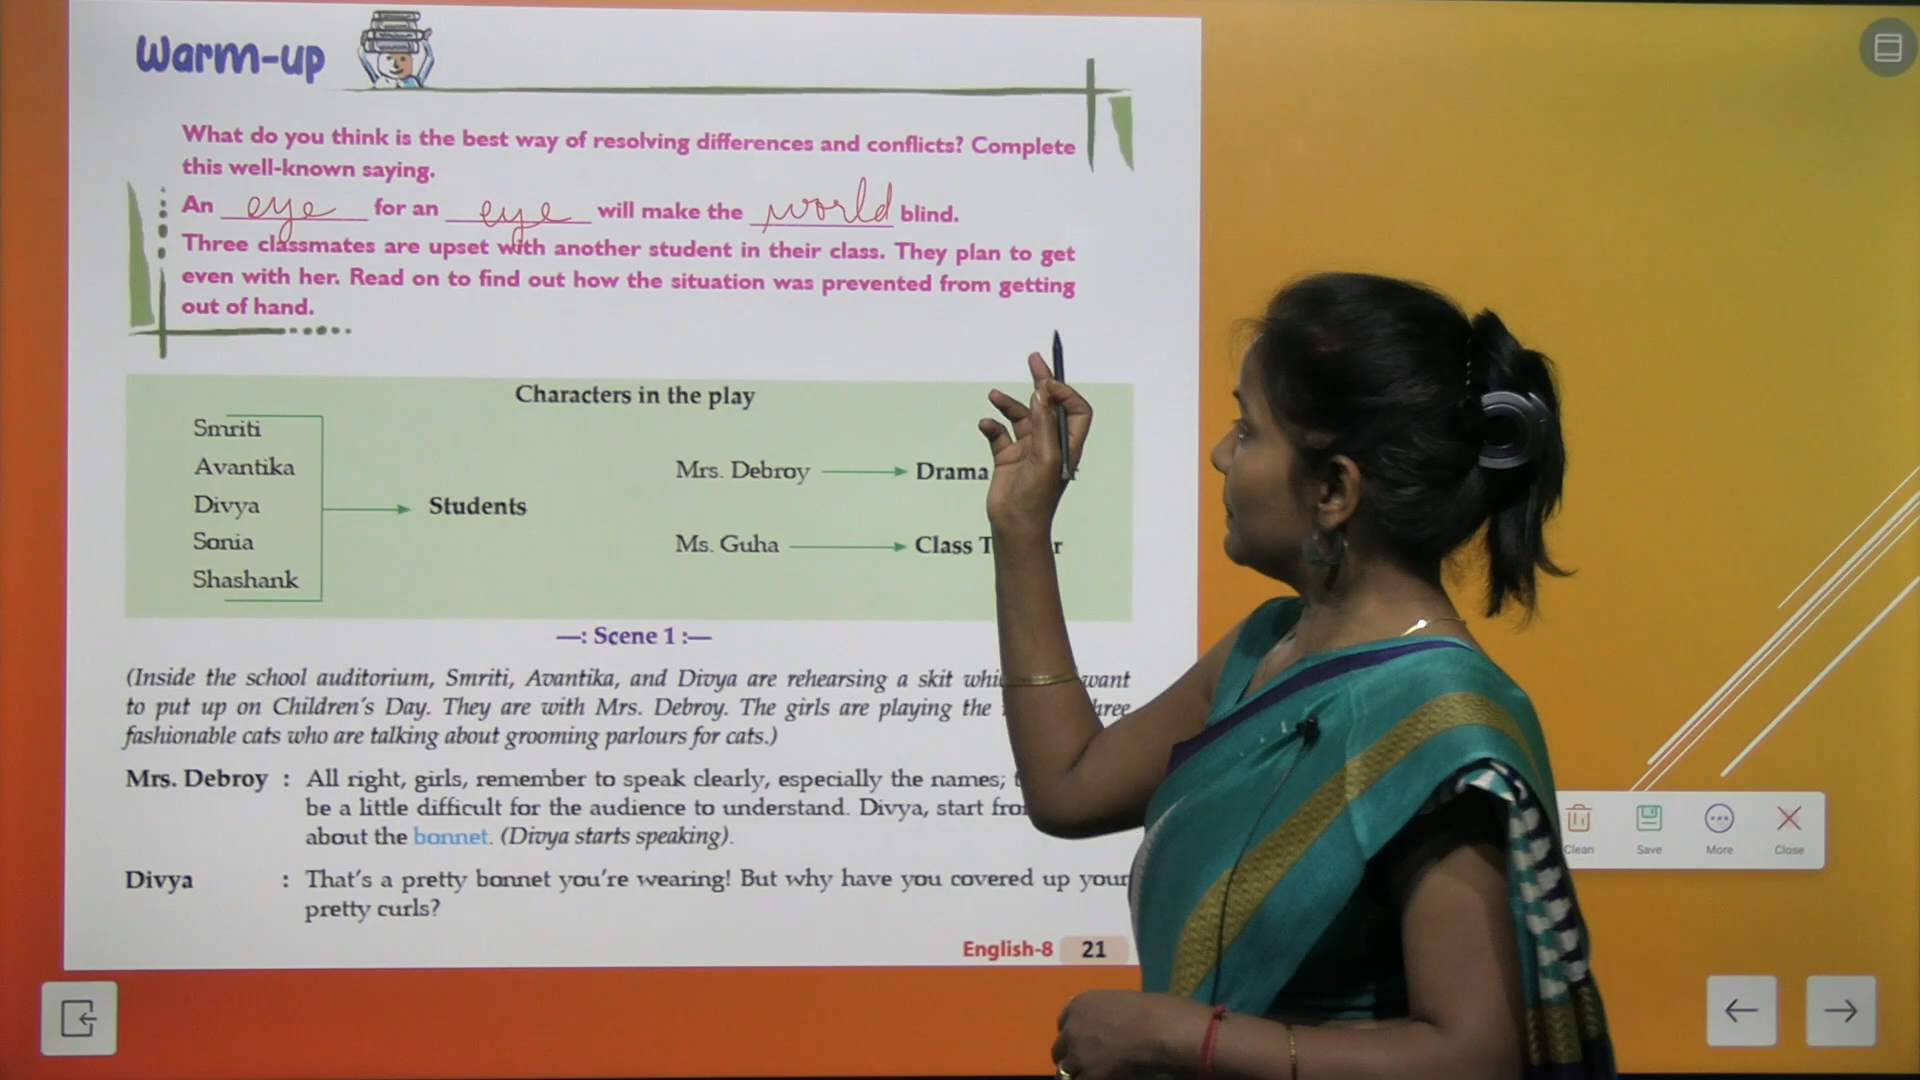 Warm-up
What do you think is the best way of resolving differences and conflicts? Complete
this well-known saying.
An eye for an eye will make the world blind.
Three classmates are upset with another student in their class. They plan to get
even with her. Read on to find out how the situation was prevented from getting
out of hand.
Characters in the play
Smriti
Avantika
Divya
Sonia
Shashank
Students
Mrs. Debroy
Drama
Ms. Guha
Class
—: Scene 1 :—
(Inside the school auditorium, Smriti, Avantika, and Divya are rehearsing a skit want
to put up on Children's Day. They are with Mrs. Debroy. The girls are playing the
fashionable cats who are talking about grooming parlours for cats.)
Mrs. Debroy : All right, girls, remember to speak clearly, especially the names;
be a little difficult for the audience to understand. Divya, start
about the bonnet. (Divya starts speaking).
Divya : That's a pretty bonnet you're wearing! But why have you covered up your
pretty curls?
English-8 21
Clean Save More Close